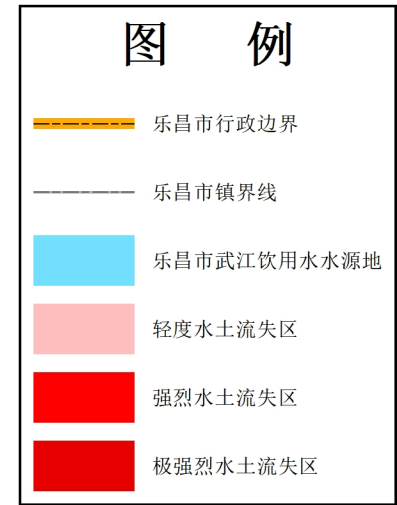 图 例
乐昌市行政边界
乐昌市镇界线
乐昌市武江饮用水水源地
轻度水土流失区
强烈水土流失区
极强烈水土流失区